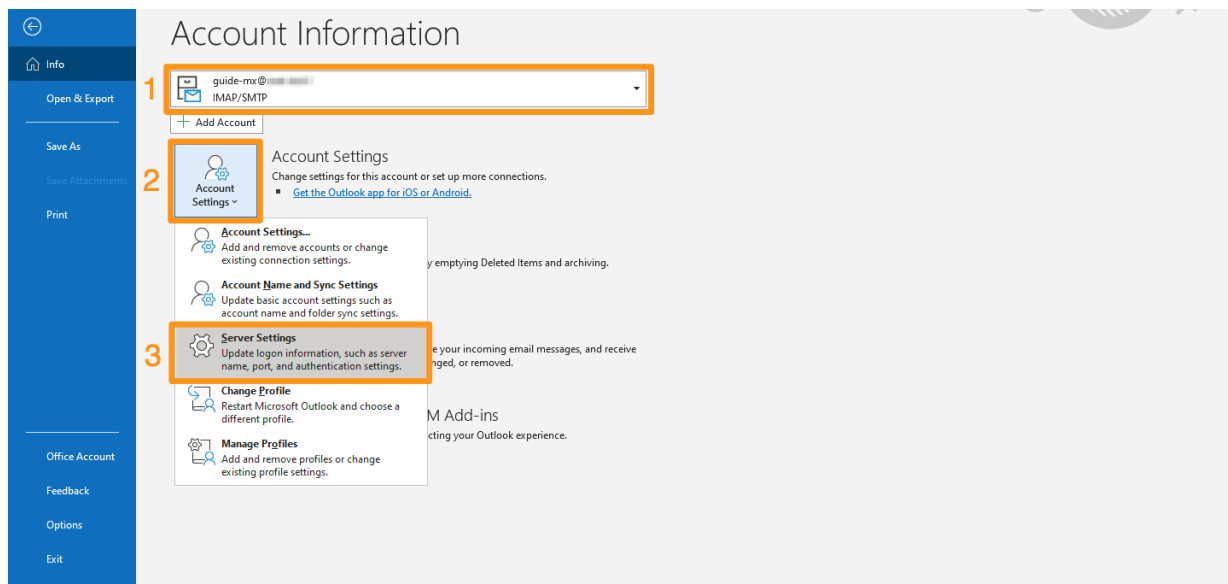 Account Information
Info
Open & Export
Save As
Save Attachments
Print
Office Account
Feedback
Options
Exit
1
guide-mx@
IMAP/SMTP
Add Account
2
Account
Settings
Account Settings
Change settings for this account or set up more connections.
Get the Outlook app for iOS or Android.
Account Settings...
Add and remove accounts or change
existing connection settings.
y emptying Deleted Items and archiving.
Account Name and Sync Settings
Update basic account settings such as
account name and folder sync settings.
3
Server Settings
Update logon information, such as server
name, port, and authentication settings.
e your incoming email messages, and receive
nged, or removed.
Change Profile
Restart Microsoft Outlook and choose a
different profile.
M Add-ins
cting your Outlook experience.
Manage Profiles
Add and remove profiles or change
existing profile settings.